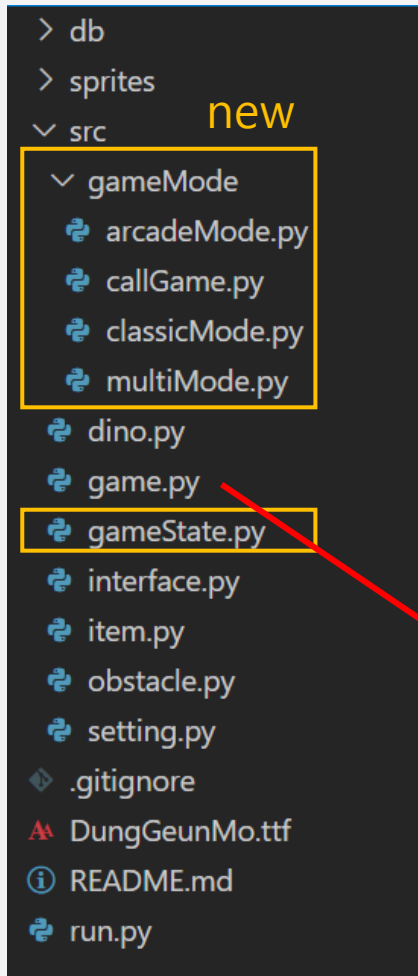 db
sprites
new
src
gameMode
arcadeMode.py
callGame.py
classicMode.py
multiMode.py
dino.py
game.py
gameState.py
interface.py
item.py
obstacle.py
setting.py
.gitignore
DungGeunMo.ttf
README.md
run.py